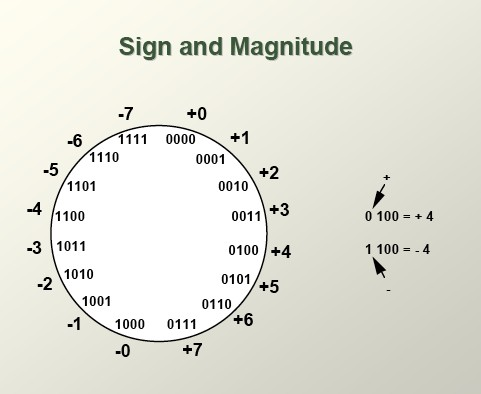 Sign and Magnitude
-7 +0
-6 1111 0000 +1
-5 1110 0001 +2
1101 0010
-4 1100 0011 +3
-3 1011 0100 +4
-2 1010 0101 +5
1001 0110
-1 1000 0111 +6
-0 +7
+
0 100 = + 4
1 100 = - 4
-